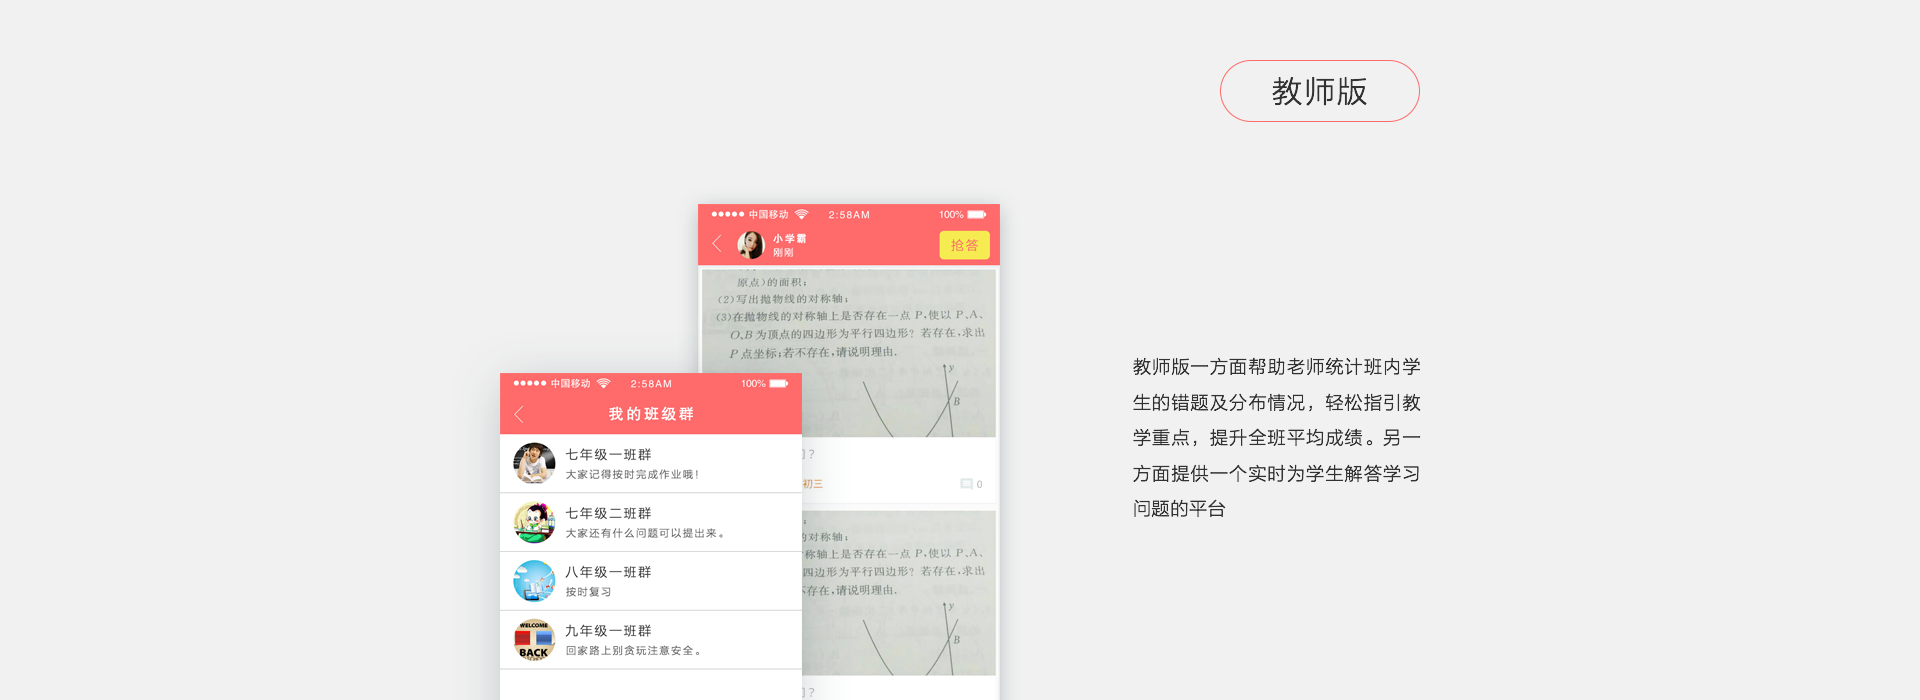 教师版
中国移动 2:58AM 100%
小学霸
刚刚
抢答
原点)的面积;
(2)写出抛物线的对称轴;
(3)在抛物线的对称轴上是否存在一点 P,使以 P、A、
O、B 为顶点的四边形为平行四边形? 若存在,求出
P 点坐标;若不存在,请说明理由.
y
B
?
初三
0
的对称轴;
称轴上是否存在一点 P,使以 P、A、
四边形为平行四边形? 若存在,求出
不存在,请说明理由.
y
B
?
中国移动 2:58AM 100%
我的班级群
七年级一班群
大家记得按时完成作业哦!
七年级二班群
大家还有什么问题可以提出来。
八年级一班群
按时复习
WELCOME
BACK
九年级一班群
回家路上别贪玩注意安全。
教师版一方面帮助老师统计班内学
生的错题及分布情况，轻松指引教
学重点，提升全班平均成绩。另一
方面提供一个实时为学生解答学习
问题的平台